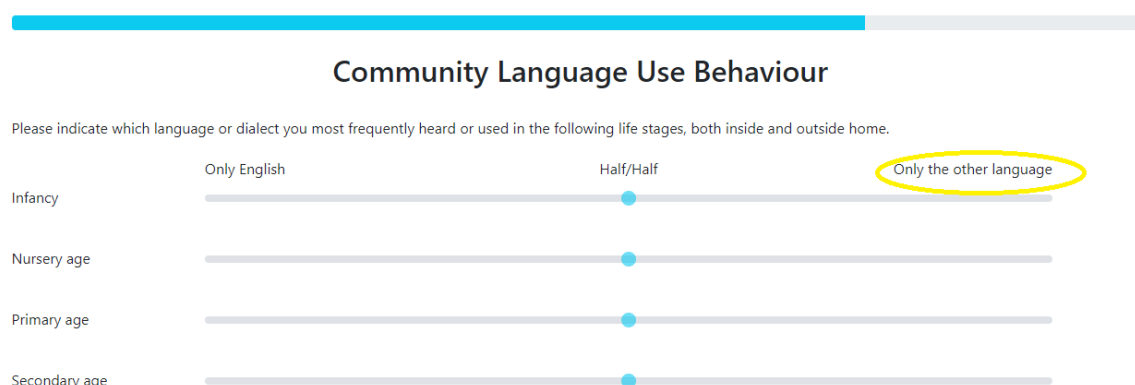 Community Language Use Behaviour
Please indicate which language or dialect you most frequently heard or used in the following life stages, both inside and outside home.
Only English Half/Half Only the other language
Infancy
Nursery age
Primary age
Secondary age